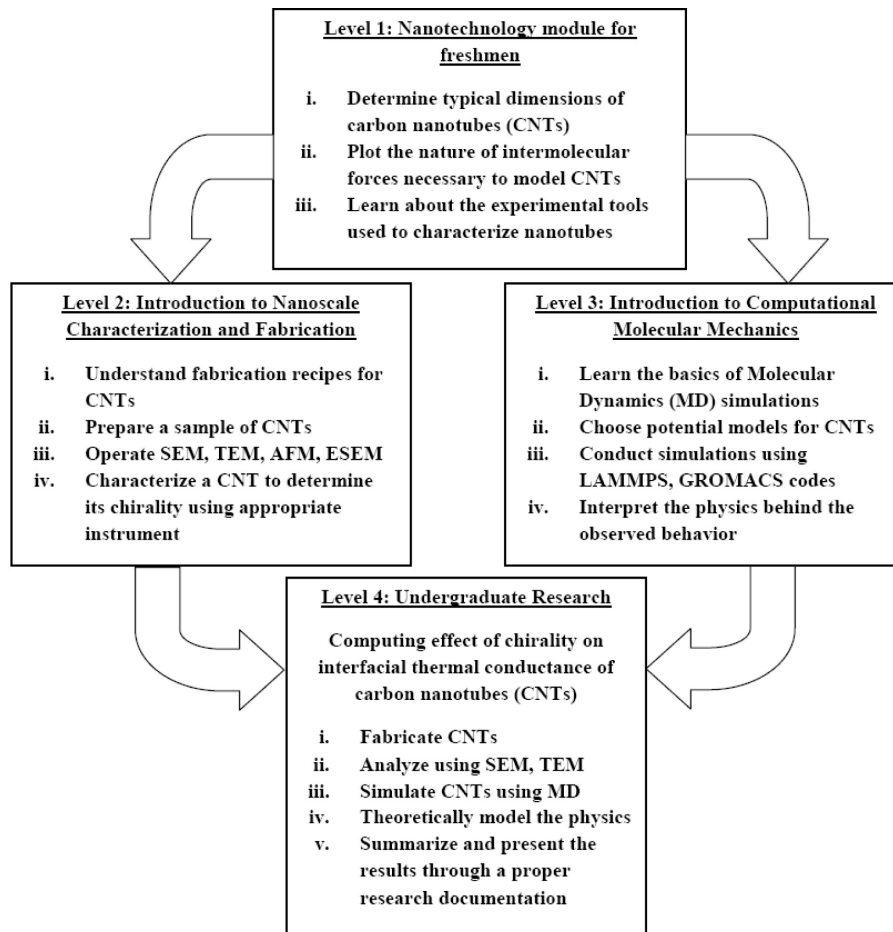 Level 1: Nanotechnology module for
freshmen
i. Determine typical dimensions of
carbon nanotubes (CNTs)
ii. Plot the nature of intermolecular
forces necessary to model CNTs
iii. Learn about the experimental tools
used to characterize nanotubes
Level 2: Introduction to Nanoscale
Characterization and Fabrication
i. Understand fabrication recipes for
CNTs
ii. Prepare a sample of CNTs
iii. Operate SEM, TEM, AFM, ESEM
iv. Characterize a CNT to determine
its chirality using appropriate
instrument
Level 3: Introduction to Computational
Molecular Mechanics
i. Learn the basics of Molecular
Dynamics (MD) simulations
ii. Choose potential models for CNTs
iii. Conduct simulations using
LAMMPS, GROMACS codes
iv. Interpret the physics behind the
observed behavior
Level 4: Undergraduate Research
Computing effect of chirality on
interfacial thermal conductance of
carbon nanotubes (CNTs)
i. Fabricate CNTs
ii. Analyze using SEM, TEM
iii. Simulate CNTs using MD
iv. Theoretically model the physics
v. Summarize and present the
results through a proper
research documentation